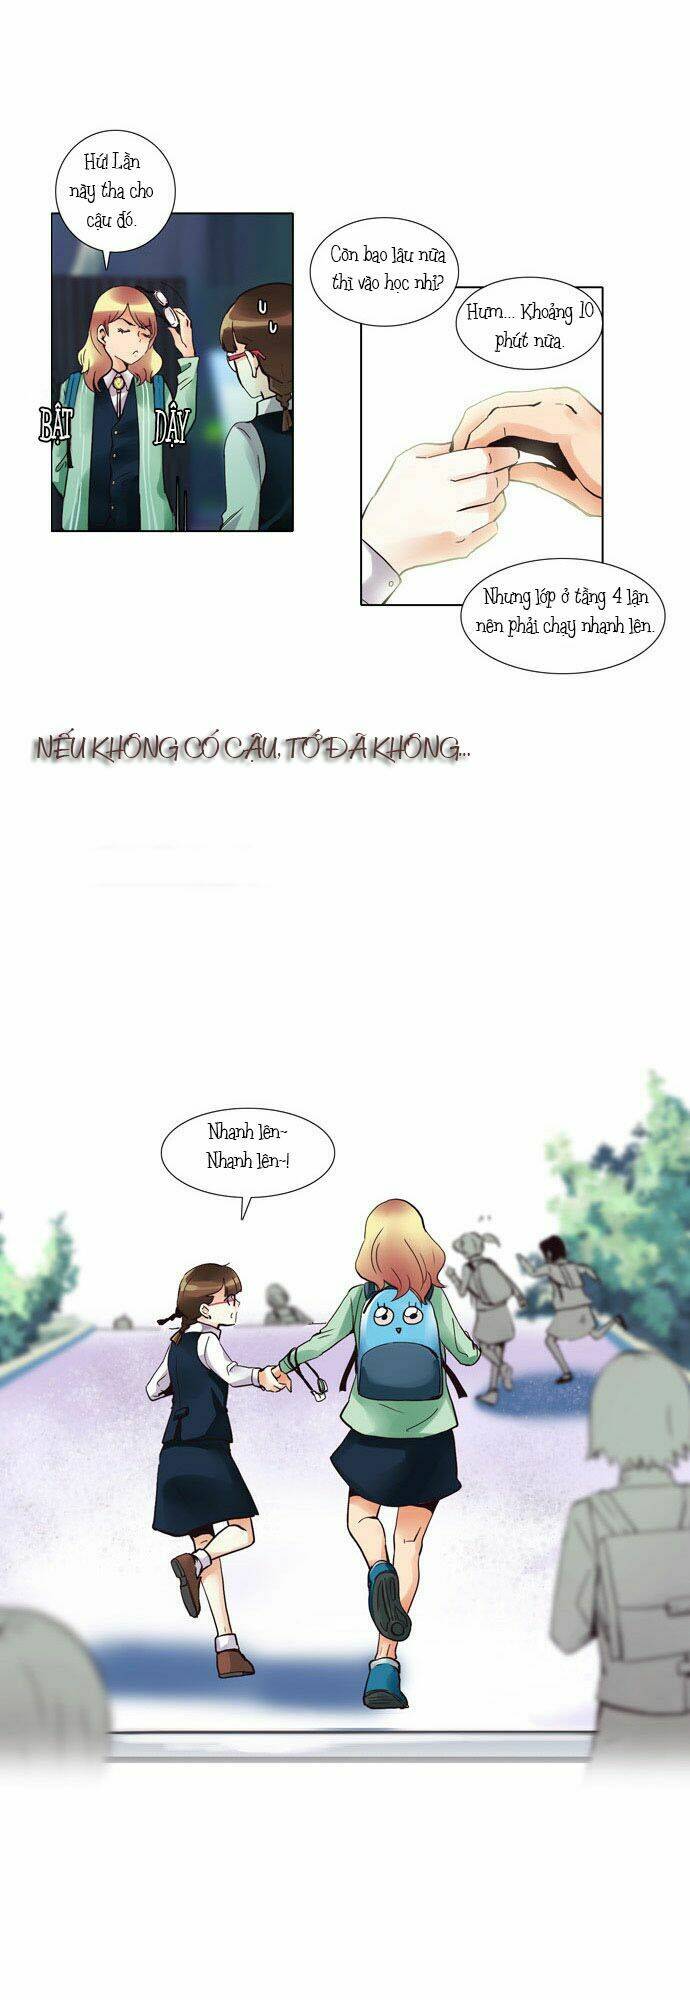 Hứ! Lần
này tha cho
cậu đó.
BẬT DẬY
Còn bao lâu nữa
thì vào học nhỉ?
Hưm... Khoảng 10
phút nữa.
Nhưng lớp ở tầng 4 lận
nên phải chạy nhanh lên.
NẾU KHÔNG CÓ CẬU, TỚ ĐÃ KHÔNG...
Nhanh lên~
Nhanh lên~!